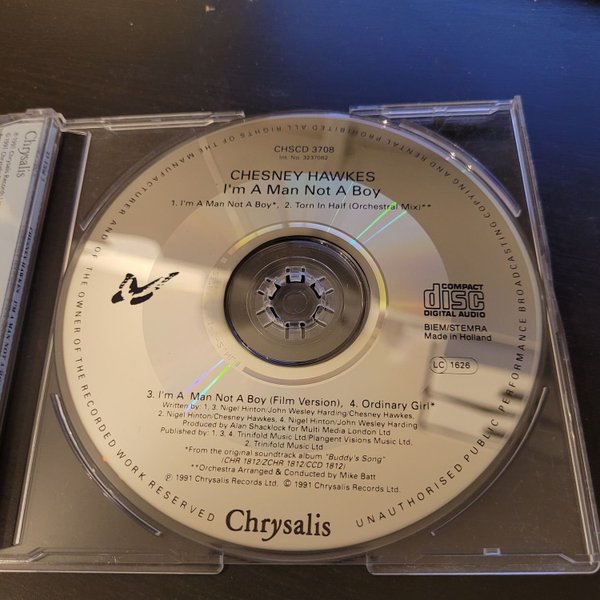 CHSCD 3708
Int. No. 3237082
CHESNEY HAWKES
I'm A Man Not A Boy
1. I'm A Man Not A Boy*, 2. Torn In Half (Orchestral Mix)**
COMPACT
disc
DIGITAL AUDIO
BIEM/STEMRA
Made in Holland
LC 1626
3. I'm A Man Not A Boy (Film Version), 4. Ordinary Girl*
Written by: 1, 3. Nigel Hinton/John Wesley Harding/Chesney Hawkes,
2. Nigel Hinton/Chesney Hawkes, 4. Nigel Hinton/John Wesley Harding
Produced by Alan Shacklock for Multi Media London Ltd
Published by: 1, 3, 4. Trinifold Music Ltd/Plangent Visions Music Ltd.
2. Trinifold Music Ltd
*From the original soundtrack album "Buddy's Song"
(CHR 1812/ZCHR 1812/CCD 1812)
**Orchestra Arranged & Conducted by Mike Batt
℗ 1991 Chrysalis Records Ltd. © 1991 Chrysalis Records Ltd.
Chrysalis
ALL RIGHTS OF THE MANUFACTURER AND OF THE OWNER OF THE RECORDED WORK RESERVED
UNAUTHORISED PUBLIC PERFORMANCE BROADCASTING COPYING AND RENTAL PROHIBITED
Chrysalis